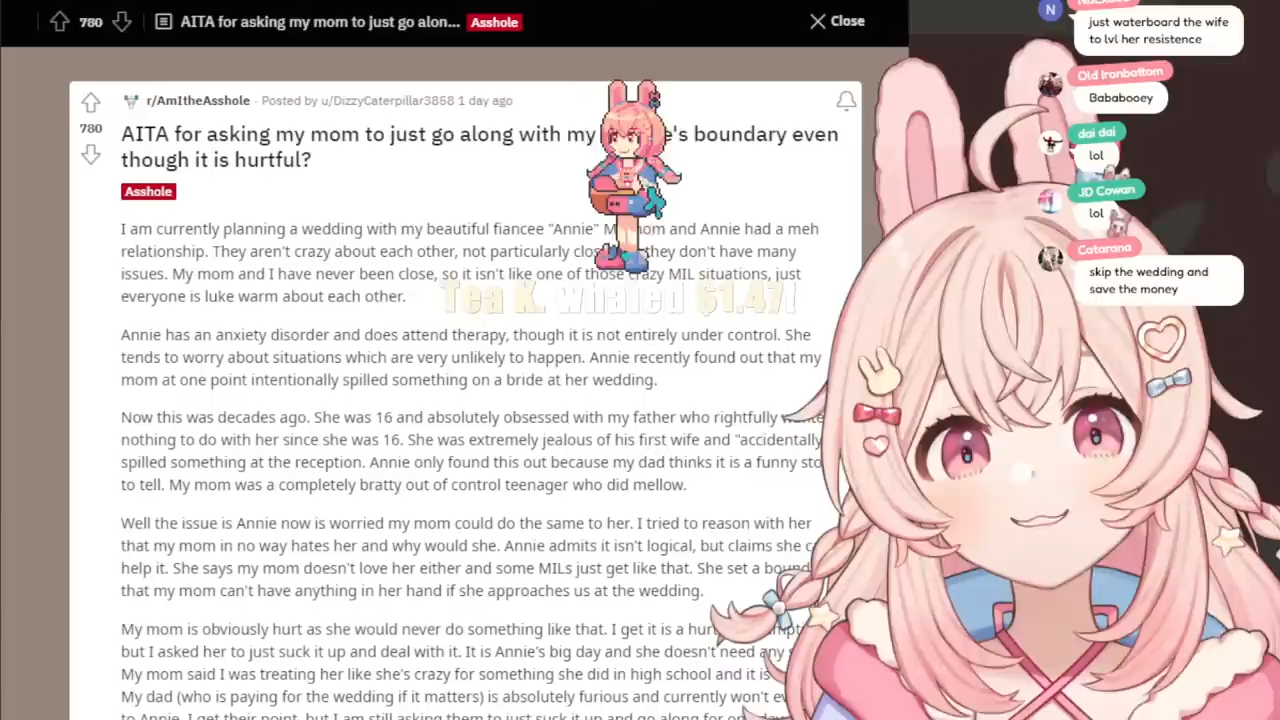 780
AITA for asking my mom to just go alon...
Asshole
Close
r/AmItheAsshole · Posted by u/DizzyCaterpillar3858 1 day ago
780
AITA for asking my mom to just go along with my e's boundary even
though it is hurtful?
Asshole
I am currently planning a wedding with my beautiful fiancee "Annie" M om and Annie had a meh
relationship. They aren't crazy about each other, not particularly clo they don't have many
issues. My mom and I have never been close, so it isn't like one of those crazy MIL situations, just
everyone is luke warm about each other.
Tea K. whaled $1.47!
Annie has an anxiety disorder and does attend therapy, though it is not entirely under control. She
tends to worry about situations which are very unlikely to happen. Annie recently found out that my
mom at one point intentionally spilled something on a bride at her wedding.
Now this was decades ago. She was 16 and absolutely obsessed with my father who rightfully
nothing to do with her since she was 16. She was extremely jealous of his first wife and "accidentally
spilled something at the reception. Annie only found this out because my dad thinks it is a funny sto
to tell. My mom was a completely bratty out of control teenager who did mellow.
Well the issue is Annie now is worried my mom could do the same to her. I tried to reason with her
that my mom in no way hates her and why would she. Annie admits it isn't logical, but claims she c
help it. She says my mom doesn't love her either and some MILs just get like that. She set a bound
that my mom can't have anything in her hand if she approaches us at the wedding.
My mom is obviously hurt as she would never do something like that. I get it is a hur
but I asked her to just suck it up and deal with it. It is Annie's big day and she doesn't need any
My mom said I was treating her like she's crazy for something she did in high school and it is
My dad (who is paying for the wedding if it matters) is absolutely furious and currently won't ev
to Annie. I get their point, but I am still asking them to just suck it up and go along for
N
just waterboard the wife
to lvl her resistence
Old Ironbottom
Bababooey
dai dai
lol
JD Cowan
lol
Catarana
skip the wedding and
save the money